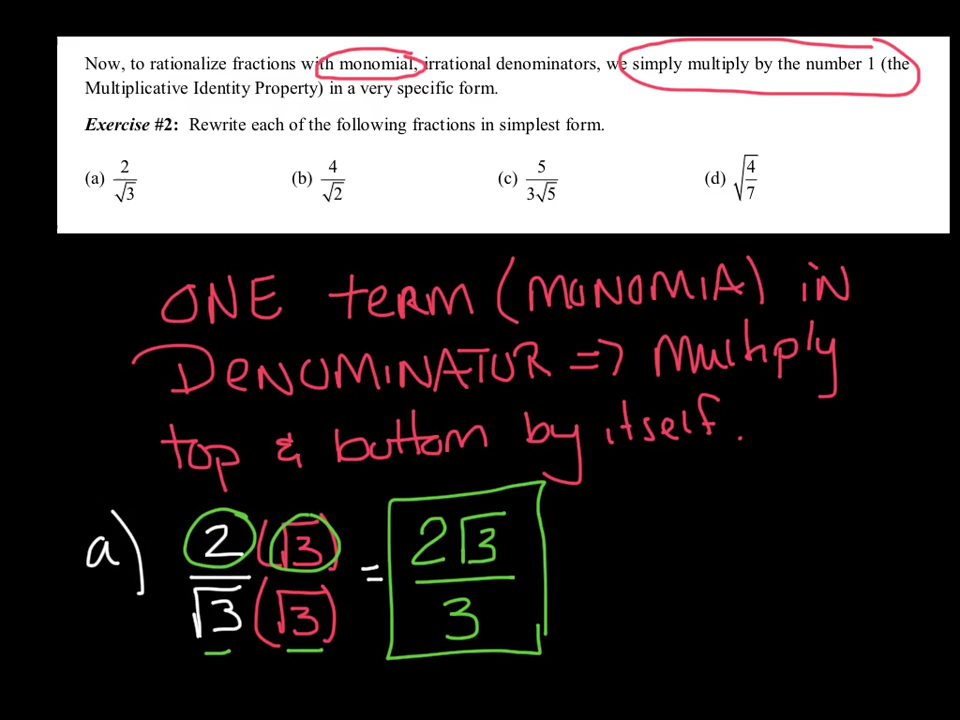 Now, to rationalize fractions with monomial, irrational denominators, we simply multiply by the number 1 (the
Multiplicative Identity Property) in a very specific form.
Exercise #2: Rewrite each of the following fractions in simplest form.
(a) 2/√3 (b) 4/√2 (c) 5/3√5 (d) √4/7
ONE term (MONOMIAL) iN
DENOMINATOR => Multiply
top & bottom by itself.
a) 2(√3)/√3(√3) = 2√3/3